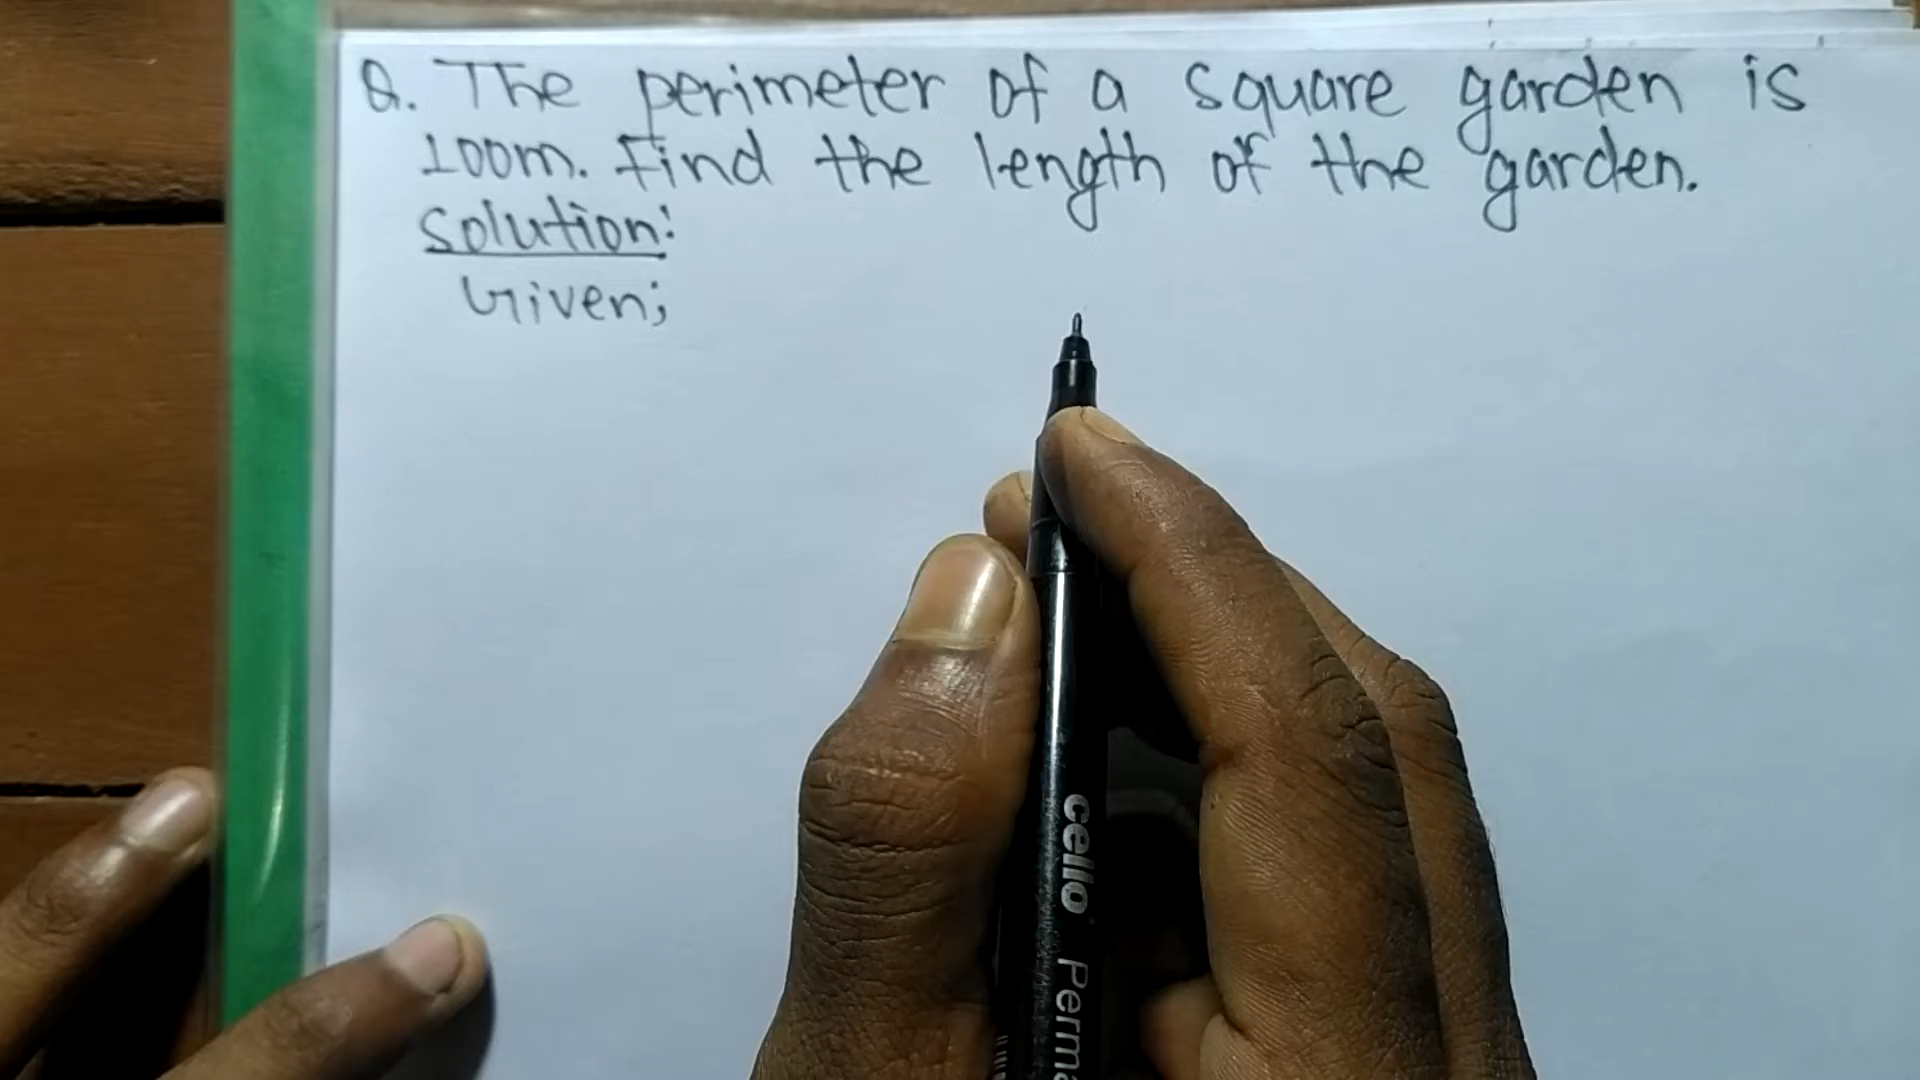 Q. The perimeter of a square garden is
100m. Find the length of the garden.
Solution:
Given;
cello Perma